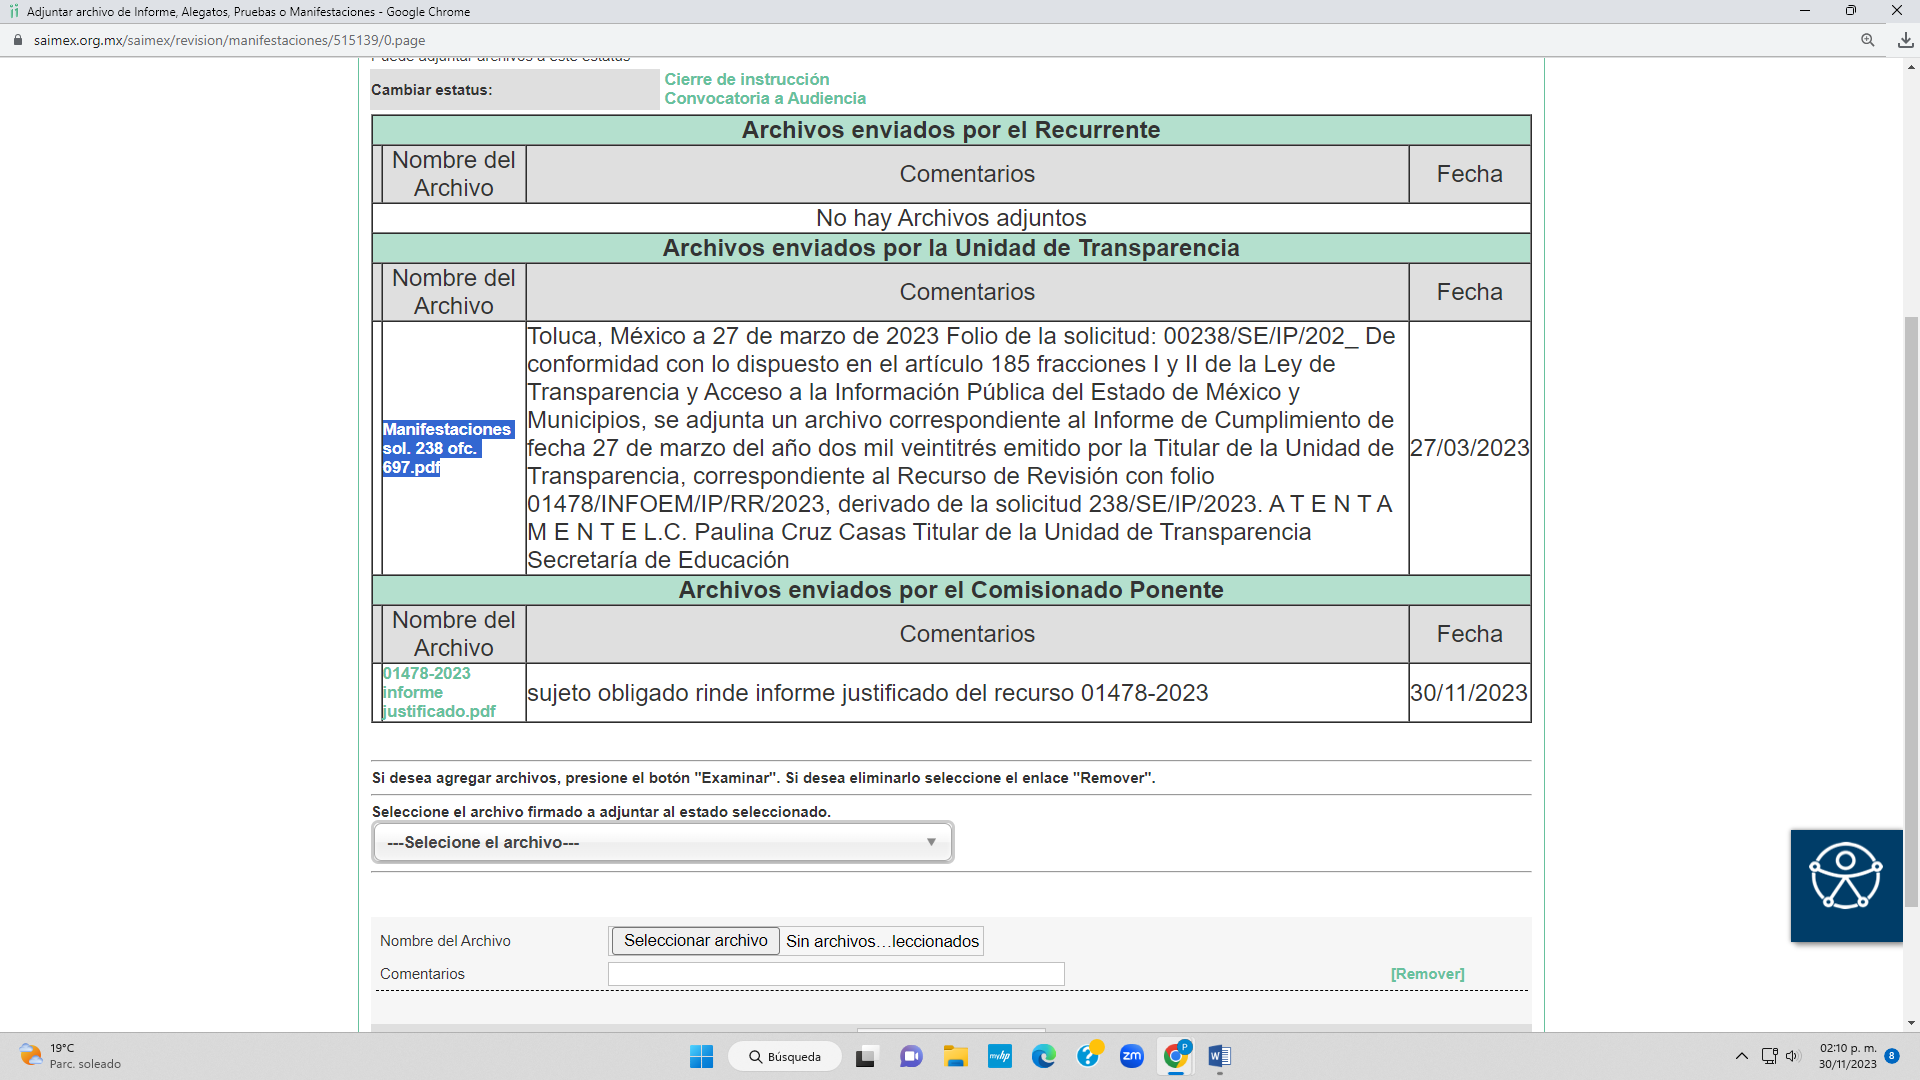 Adjuntar archivo de Informe, Alegatos, Pruebas o Manifestaciones - Google Chrome
saimex.org.mx/saimex/revision/manifestaciones/515139/0.page
Puede adjuntar archivos a este estatus
Cambiar estatus:
Cierre de instrucción
Convocatoria a Audiencia
Archivos enviados por el Recurrente
Nombre del
Archivo
Comentarios
Fecha
No hay Archivos adjuntos
Archivos enviados por la Unidad de Transparencia
Nombre del
Archivo
Comentarios
Fecha
Manifestaciones
sol. 238 ofc.
697.pdf
Toluca, México a 27 de marzo de 2023 Folio de la solicitud: 00238/SE/IP/202_ De
conformidad con lo dispuesto en el artículo 185 fracciones I y II de la Ley de
Transparencia y Acceso a la Información Pública del Estado de México y
Municipios, se adjunta un archivo correspondiente al Informe de Cumplimiento de
fecha 27 de marzo del año dos mil veintitrés emitido por la Titular de la Unidad de
Transparencia, correspondiente al Recurso de Revisión con folio
01478/INFOEM/IP/RR/2023, derivado de la solicitud 238/SE/IP/2023. A T E N T A
M E N T E L.C. Paulina Cruz Casas Titular de la Unidad de Transparencia
Secretaría de Educación
27/03/2023
Archivos enviados por el Comisionado Ponente
Nombre del
Archivo
Comentarios
Fecha
01478-2023
informe
justificado.pdf
sujeto obligado rinde informe justificado del recurso 01478-2023
30/11/2023
Si desea agregar archivos, presione el botón "Examinar". Si desea eliminarlo seleccione el enlace "Remover".
Seleccione el archivo firmado a adjuntar al estado seleccionado.
---Selecione el archivo---
Nombre del Archivo
Seleccionar archivo
Sin archivos…leccionados
Comentarios
[Remover]
19°C
Parc. soleado
Búsqueda
myhp
zm
P
W
02:10 p. m.
30/11/2023
8